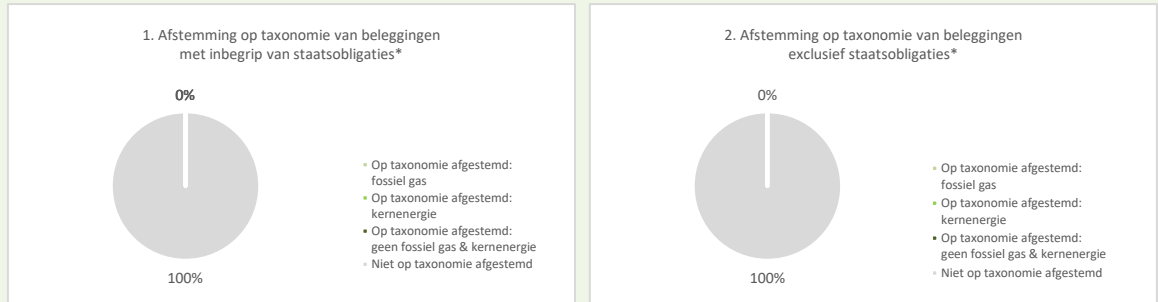 1. Afstemming op taxonomie van beleggingen
met inbegrip van staatsobligaties*
0%
100%
Op taxonomie afgestemd:
fossiel gas
Op taxonomie afgestemd:
kernenergie
Op taxonomie afgestemd:
geen fossiel gas & kernenergie
Niet op taxonomie afgestemd
2. Afstemming op taxonomie van beleggingen
exclusief staatsobligaties*
0%
100%
Op taxonomie afgestemd:
fossiel gas
Op taxonomie afgestemd:
kernenergie
Op taxonomie afgestemd:
geen fossiel gas & kernenergie
Niet op taxonomie afgestemd